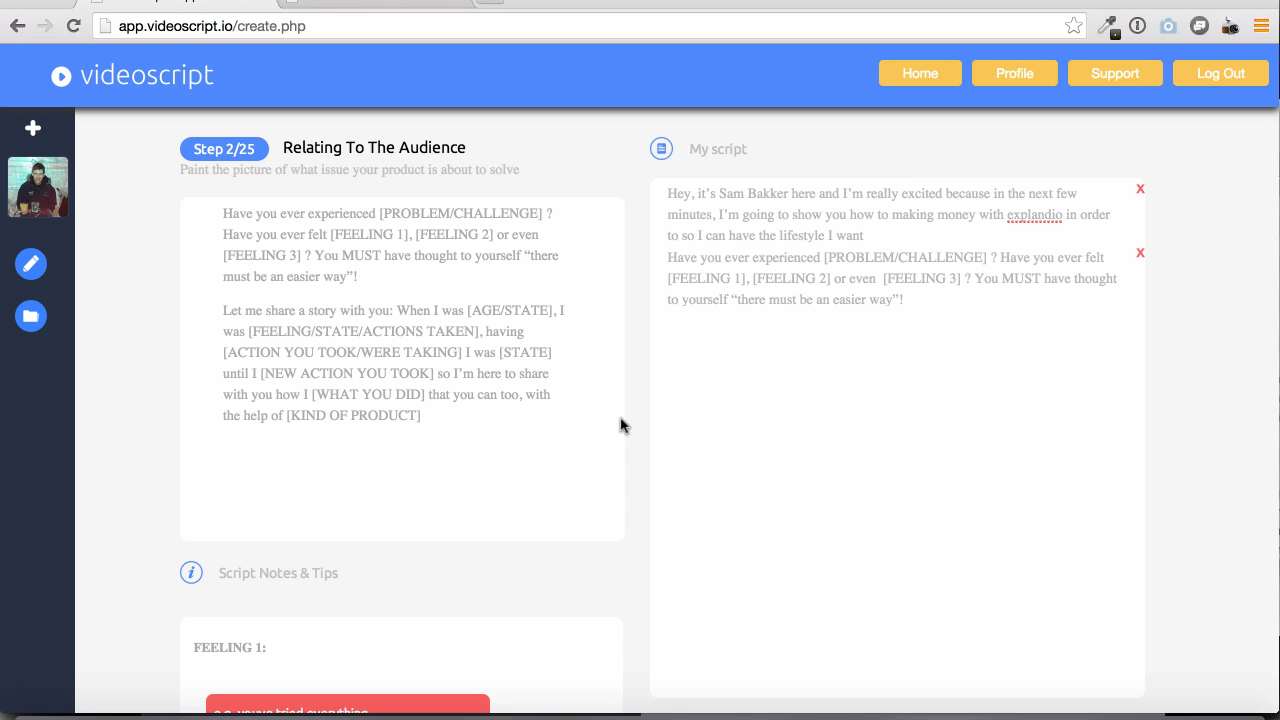 app.videoscript.io/create.php
videoscript
Home
Profile
Support
Log Out
Step 2/25
Relating To The Audience
Paint the picture of what issue your product is about to solve
Have you ever experienced [PROBLEM/CHALLENGE] ?
Have you ever felt [FEELING 1], [FEELING 2] or even
[FEELING 3] ? You MUST have thought to yourself “there
must be an easier way”!
Let me share a story with you: When I was [AGE/STATE], I
was [FEELING/STATE/ACTIONS TAKEN], having
[ACTION YOU TOOK/WERE TAKING] I was [STATE]
until I [NEW ACTION YOU TOOK] so I’m here to share
with you how I [WHAT YOU DID] that you can too, with
the help of [KIND OF PRODUCT]
Script Notes & Tips
FEELING 1:
e.g. youve tried everything
My script
Hey, it’s Sam Bakker here and I’m really excited because in the next few
minutes, I’m going to show you how to making money with explandio in order
to so I can have the lifestyle I want
X
Have you ever experienced [PROBLEM/CHALLENGE] ? Have you ever felt
[FEELING 1], [FEELING 2] or even [FEELING 3] ? You MUST have thought
to yourself “there must be an easier way”!
X